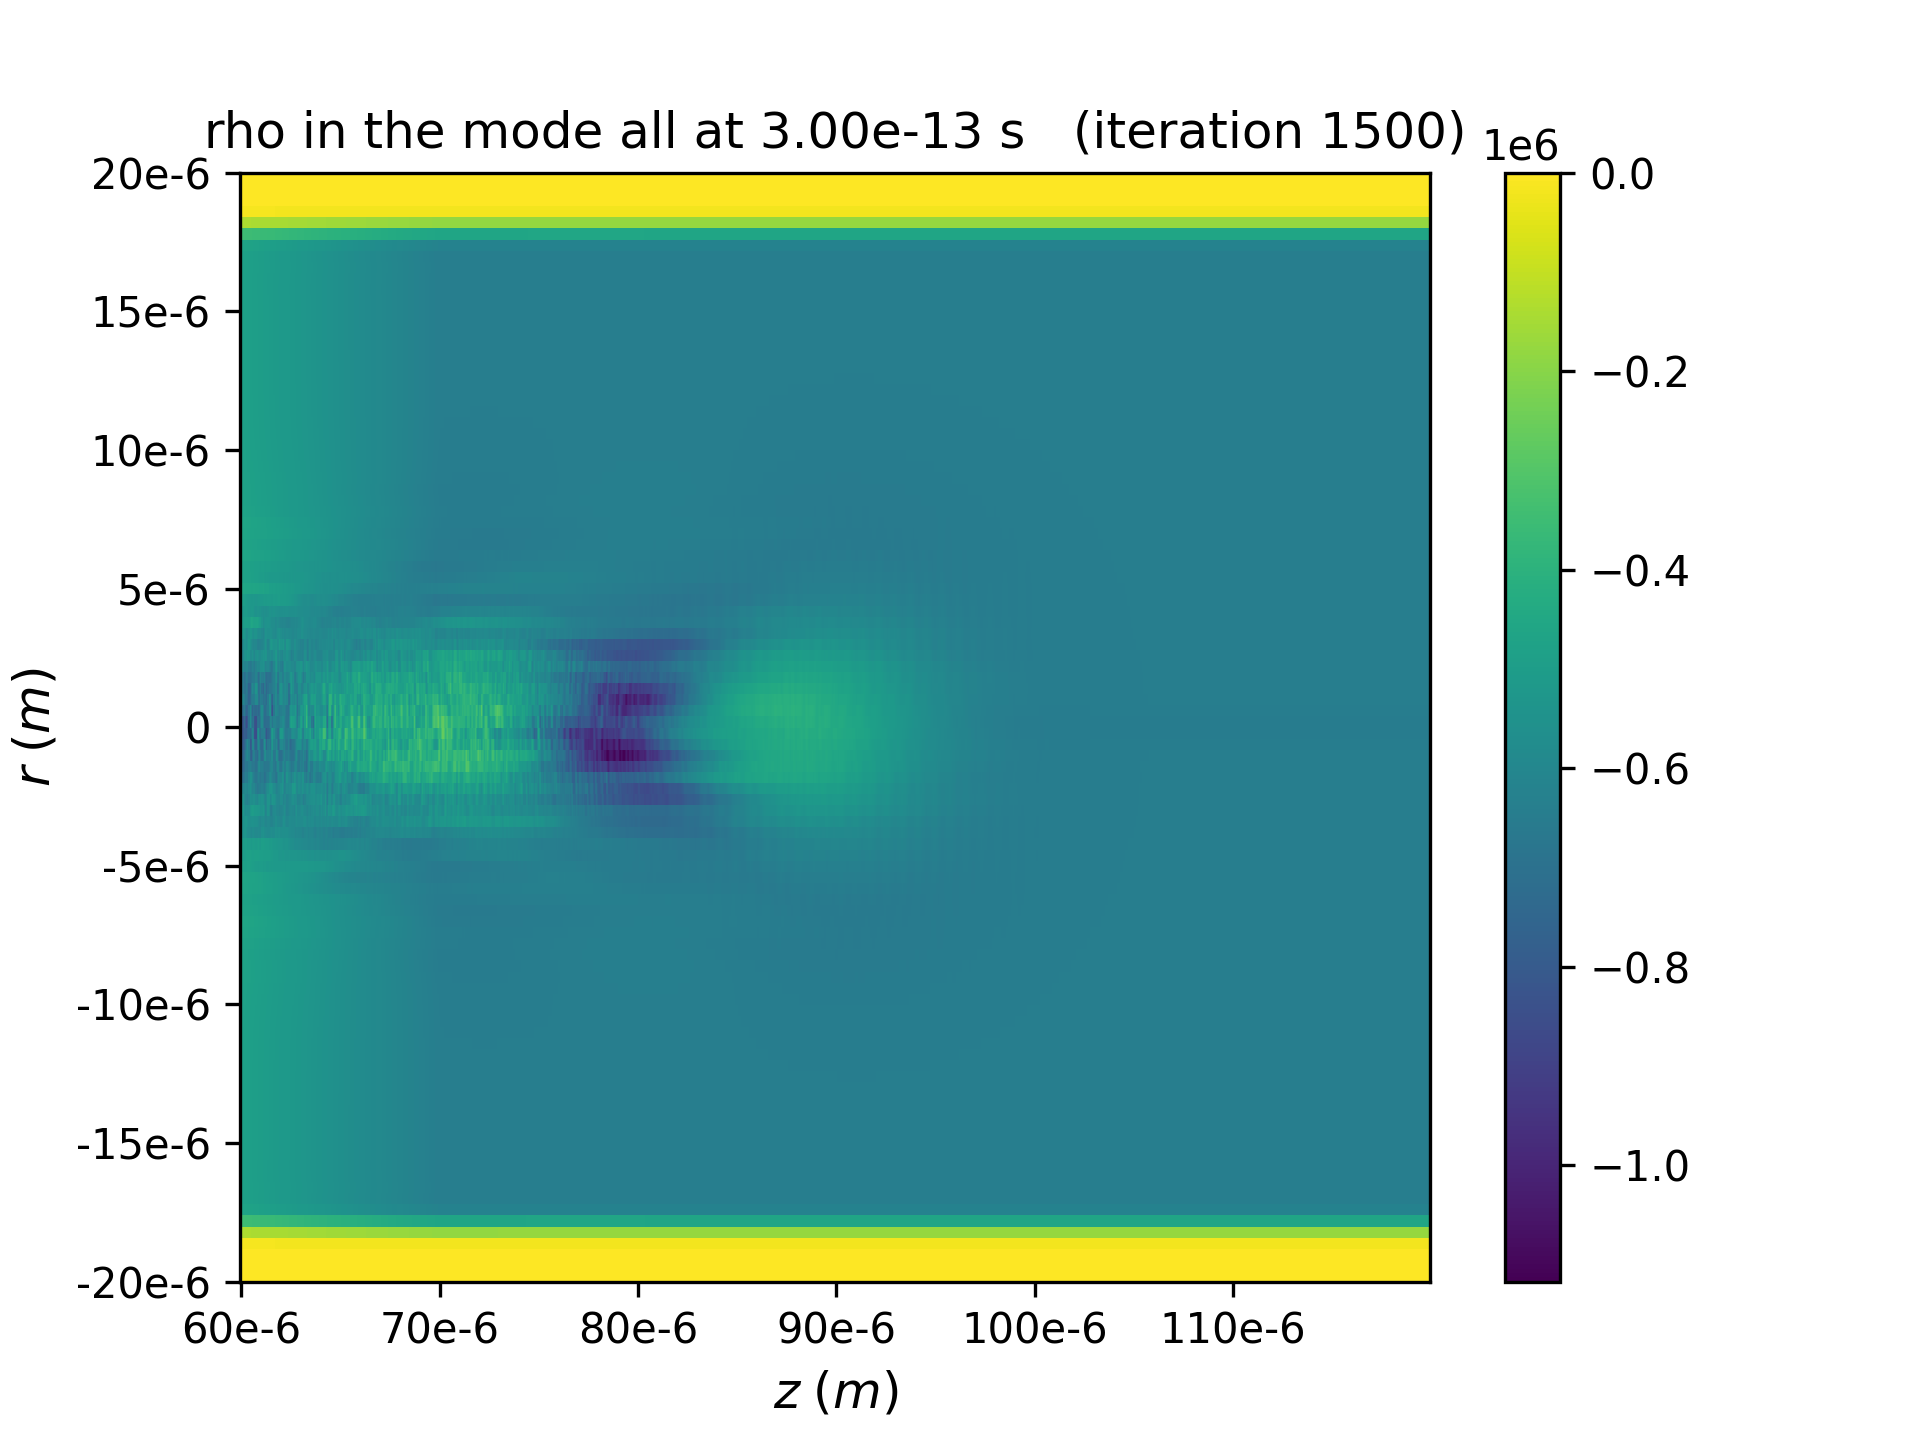 rho in the mode all at 3.00e-13 s   (iteration 1500)
1e6
20e-6
15e-6
10e-6
5e-6
0
-5e-6
-10e-6
-15e-6
-20e-6
r (m)
60e-6
70e-6
80e-6
90e-6
100e-6
110e-6
z (m)
0.0
−0.2
−0.4
−0.6
−0.8
−1.0